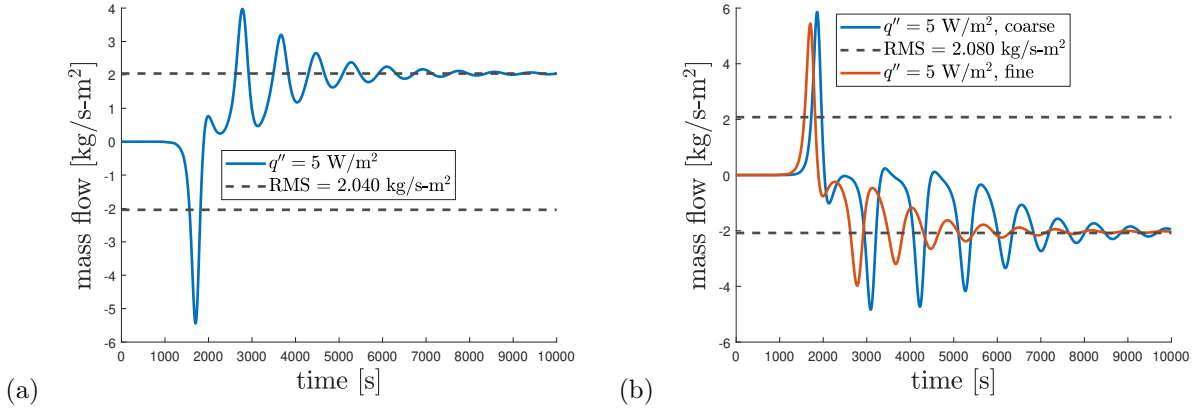 4
3
2
1
0
-1
-2
-3
-4
-5
-6
mass flow [kg/s-m²]
q″ = 5 W/m²
RMS = 2.040 kg/s-m²
0 1000 2000 3000 4000 5000 6000 7000 8000 9000 10000
time [s]
(a)
6
4
2
0
-2
-4
-6
mass flow [kg/s-m²]
q″ = 5 W/m², coarse
RMS = 2.080 kg/s-m²
q″ = 5 W/m², fine
0 1000 2000 3000 4000 5000 6000 7000 8000 9000 10000
time [s]
(b)